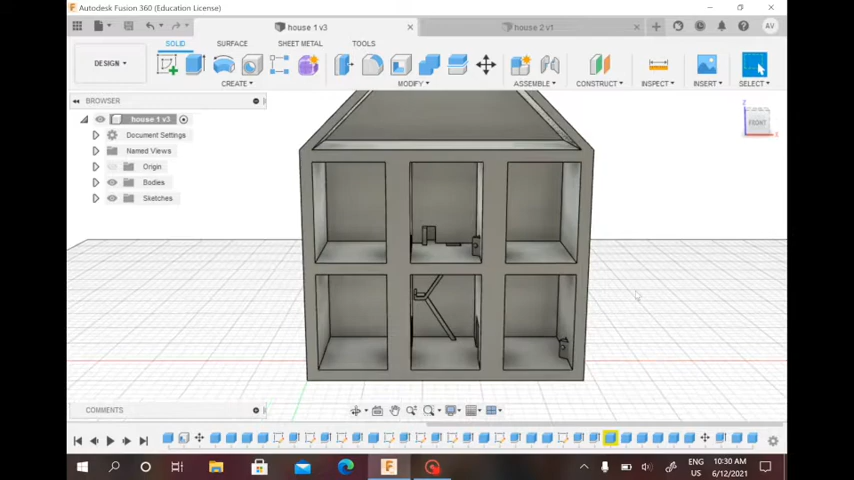 Autodesk Fusion 360 (Education License)
house 1 v3
house 2 v1
AV
SOLID
SURFACE
SHEET METAL
TOOLS
DESIGN
CREATE
MODIFY
ASSEMBLE
CONSTRUCT
INSPECT
INSERT
SELECT
BROWSER
house 1 v3
Document Settings
Named Views
Origin
Bodies
Sketches
Z
FRONT
X
COMMENTS
ENG
US
10:30 AM
6/12/2021